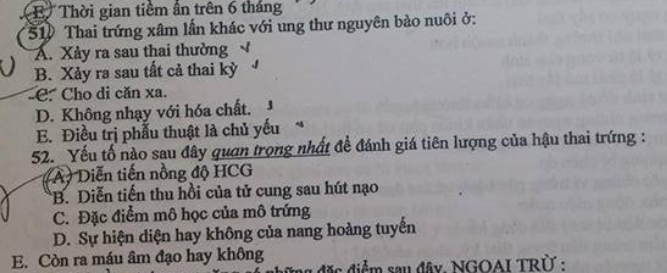 E. Thời gian tiềm ẩn trên 6 tháng
51. Thai trứng xâm lấn khác với ung thư nguyên bào nuôi ở:
A. Xảy ra sau thai thường
B. Xảy ra sau tất cả thai kỳ
C. Cho di căn xa.
D. Không nhạy với hóa chất.
E. Điều trị phẫu thuật là chủ yếu
52. Yếu tố nào sau đây quan trọng nhất để đánh giá tiên lượng của hậu thai trứng :
A. Diễn tiến nồng độ HCG
B. Diễn tiến thu hồi của tử cung sau hút nạo
C. Đặc điểm mô học của mô trứng
D. Sự hiện diện hay không của nang hoàng tuyến
E. Còn ra máu âm đạo hay không
những đặc điểm sau đây, NGOẠI TRỪ :